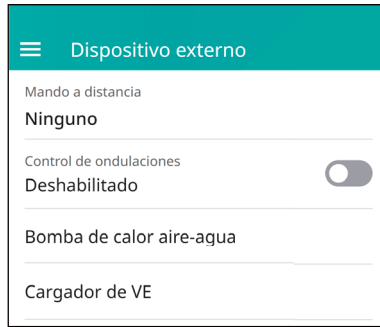 Dispositivo externo
Mando a distancia
Ninguno
Control de ondulaciones
Deshabilitado
Bomba de calor aire-agua
Cargador de VE